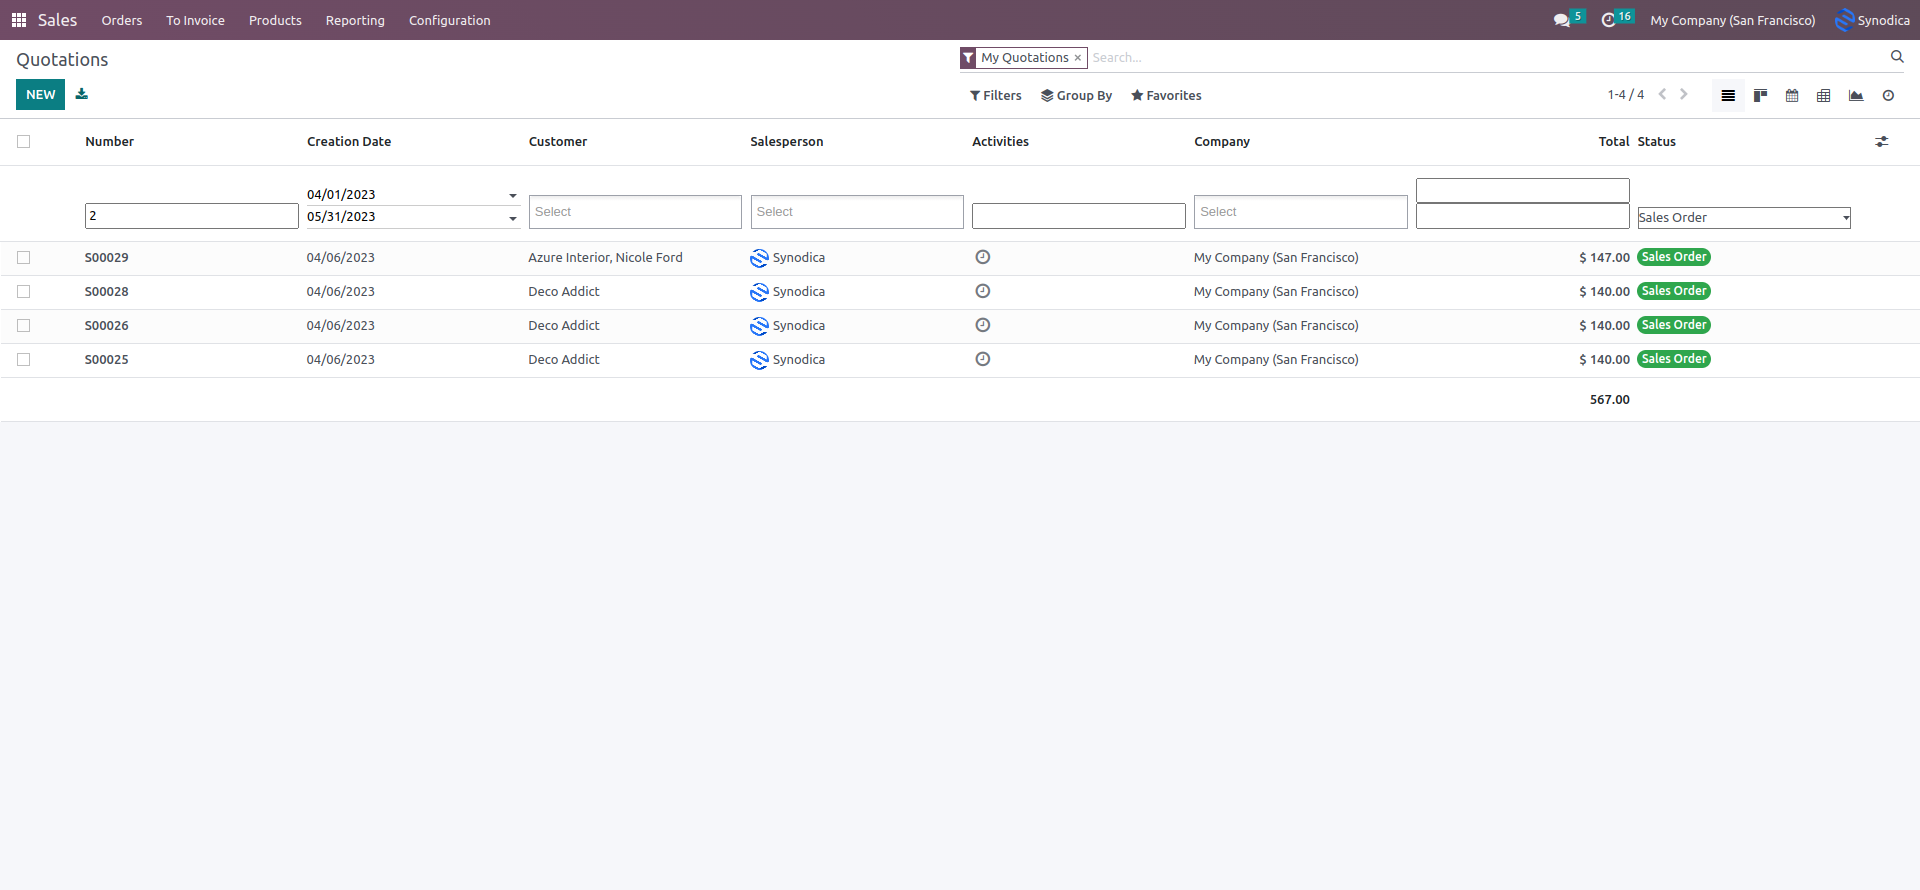 Sales Orders To Invoice Products Reporting Configuration 5 16 My Company (San Francisco) Synodica
Quotations My Quotations × Search...
NEW Filters Group By Favorites 1-4 / 4
Number Creation Date Customer Salesperson Activities Company Total Status
04/01/2023
2 05/31/2023 Select Select Select Sales Order
S00029 04/06/2023 Azure Interior, Nicole Ford Synodica My Company (San Francisco) $ 147.00 Sales Order
S00028 04/06/2023 Deco Addict Synodica My Company (San Francisco) $ 140.00 Sales Order
S00026 04/06/2023 Deco Addict Synodica My Company (San Francisco) $ 140.00 Sales Order
S00025 04/06/2023 Deco Addict Synodica My Company (San Francisco) $ 140.00 Sales Order
567.00